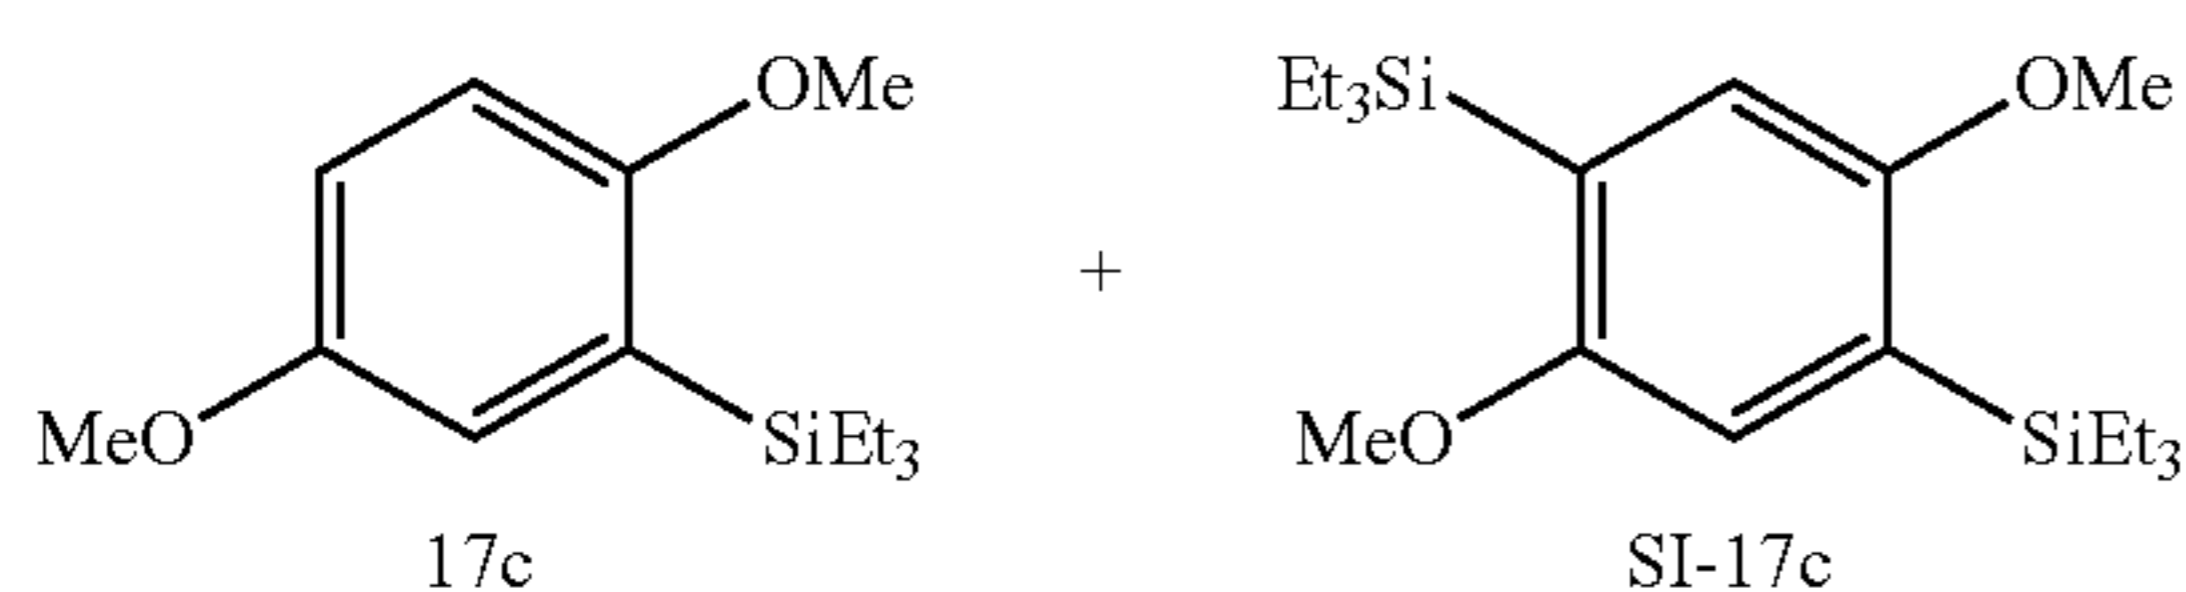 OMe
Et₃Si
OMe
+
MeO
SiEt₃
MeO
SiEt₃
17c
SI-17c